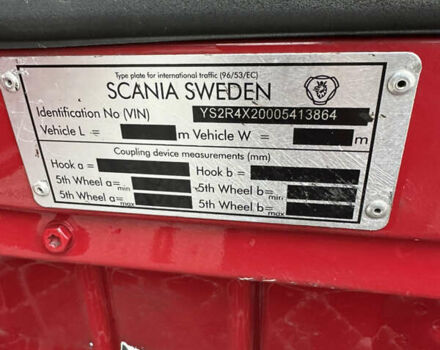 Type plate for international traffic (96/53/EC)
SCANIA SWEDEN
Identification No (VIN) YS2R4X20005413864
Vehicle L = m Vehicle W = m
Coupling device measurements (mm)
Hook a = Hook b =
5th Wheel a=min 5th Wheel b=min
5th Wheel a=max 5th Wheel b=max